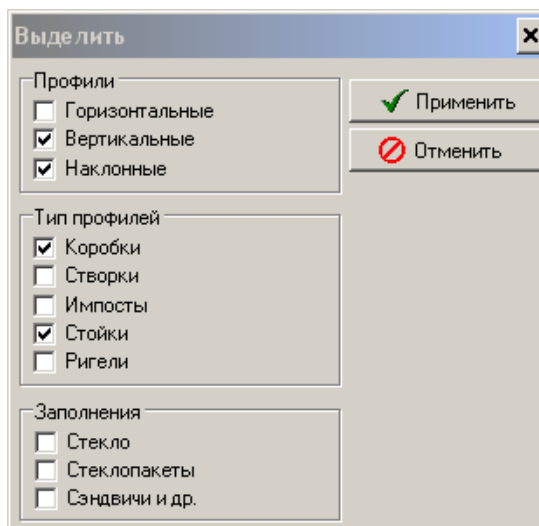 Выделить
Профили
Горизонтальные
Вертикальные
Наклонные
Применить
Отменить
Тип профилей
Коробки
Створки
Импосты
Стойки
Ригели
Заполнения
Стекло
Стеклопакеты
Сэндвичи и др.